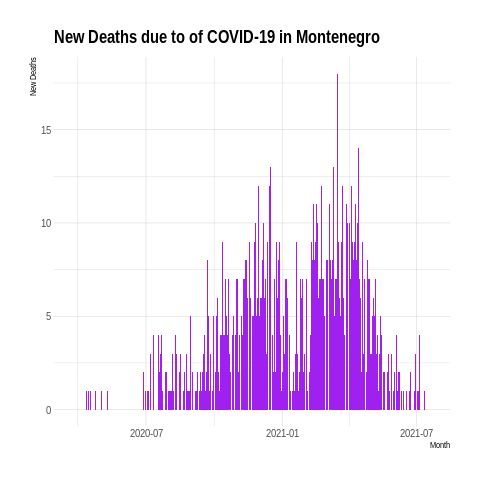 New Deaths due to of COVID-19 in Montenegro
New Deaths
15
10
5
0
2020-07 2021-01 2021-07
Month